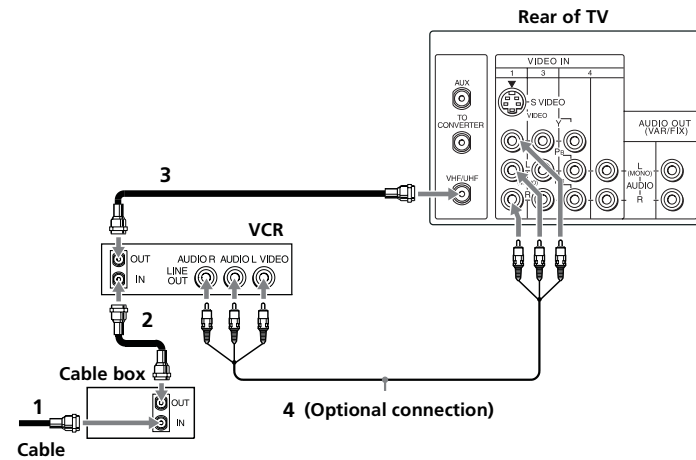 Rear of TV
VIDEO IN
1 3 4
AUX
S VIDEO
VIDEO
TO
CONVERTER
Y
AUDIO OUT
(VAR/FIX)
PB
L
L
(MONO)
AUDIO
R
R
VHF/UHF
3
VCR
OUT
IN
AUDIO R AUDIO L VIDEO
LINE
OUT
2
Cable box
OUT
IN
1
Cable
4 (Optional connection)